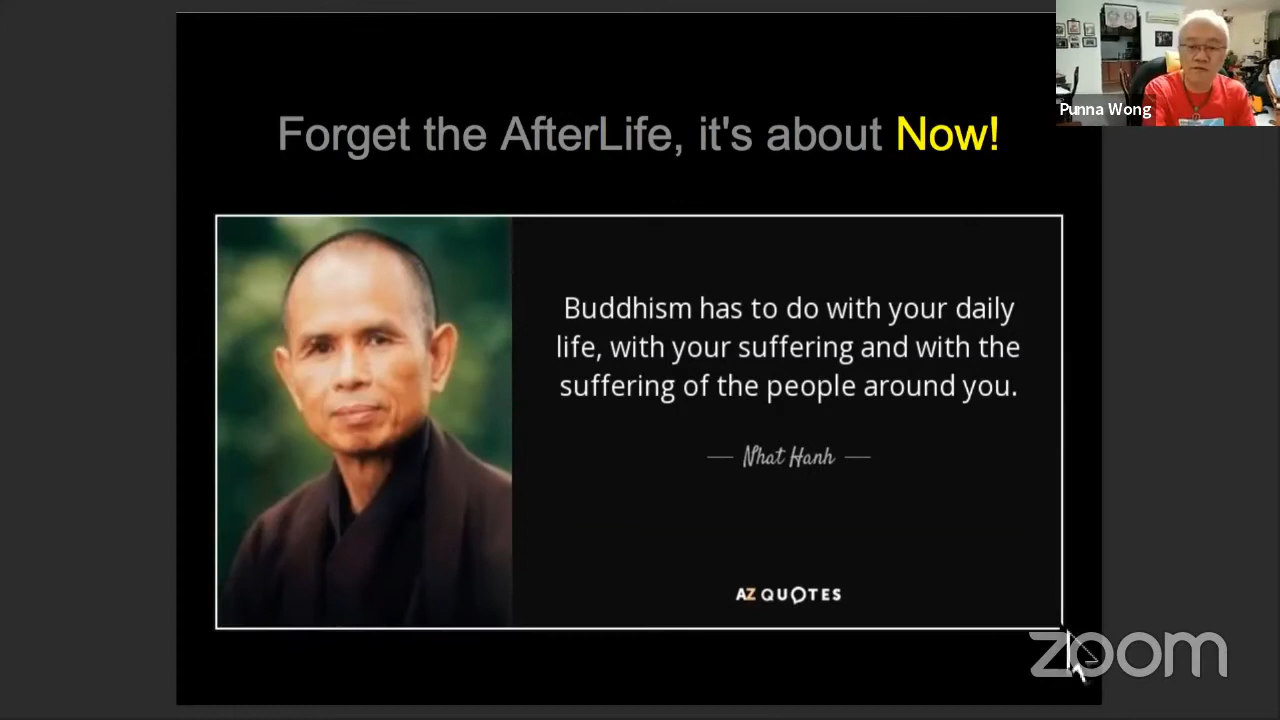 Punna Wong
Forget the AfterLife, it's about Now!
Buddhism has to do with your daily
life, with your suffering and with the
suffering of the people around you.
Nhat Hanh
AZ QUOTES
zoom